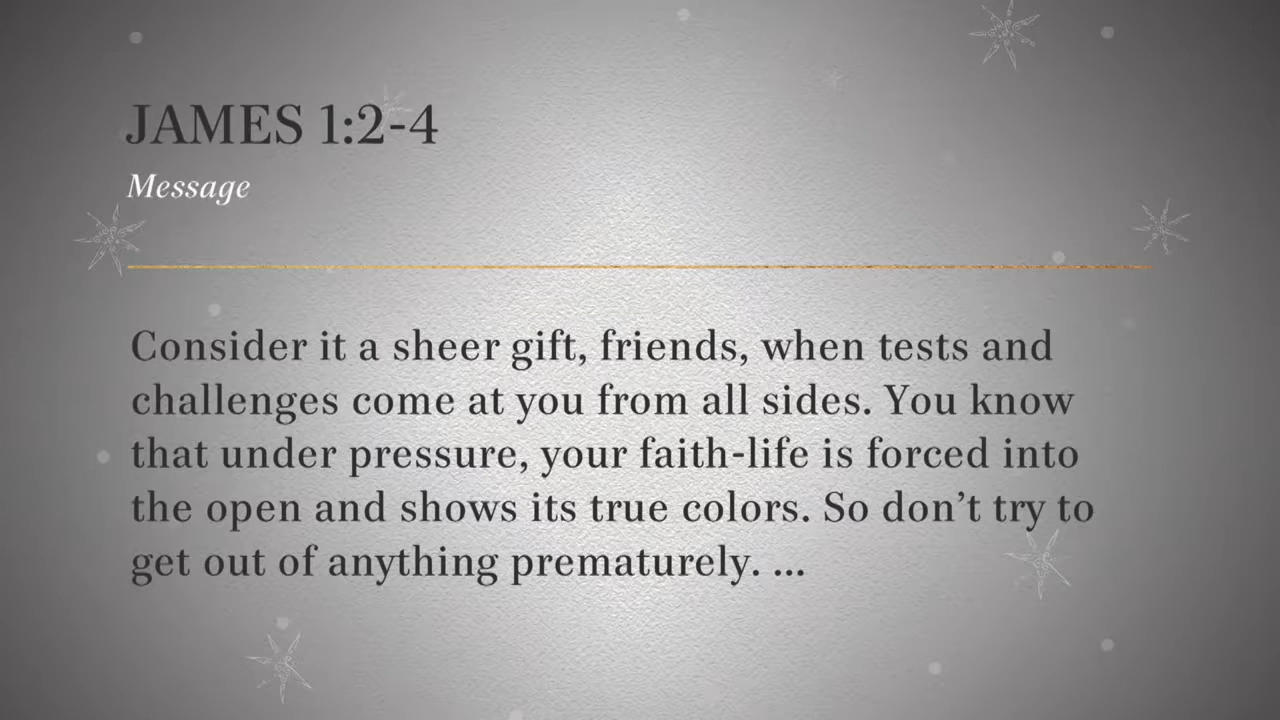 JAMES 1:2-4
Message
Consider it a sheer gift, friends, when tests and
challenges come at you from all sides. You know
that under pressure, your faith-life is forced into
the open and shows its true colors. So don’t try to
get out of anything prematurely. ...